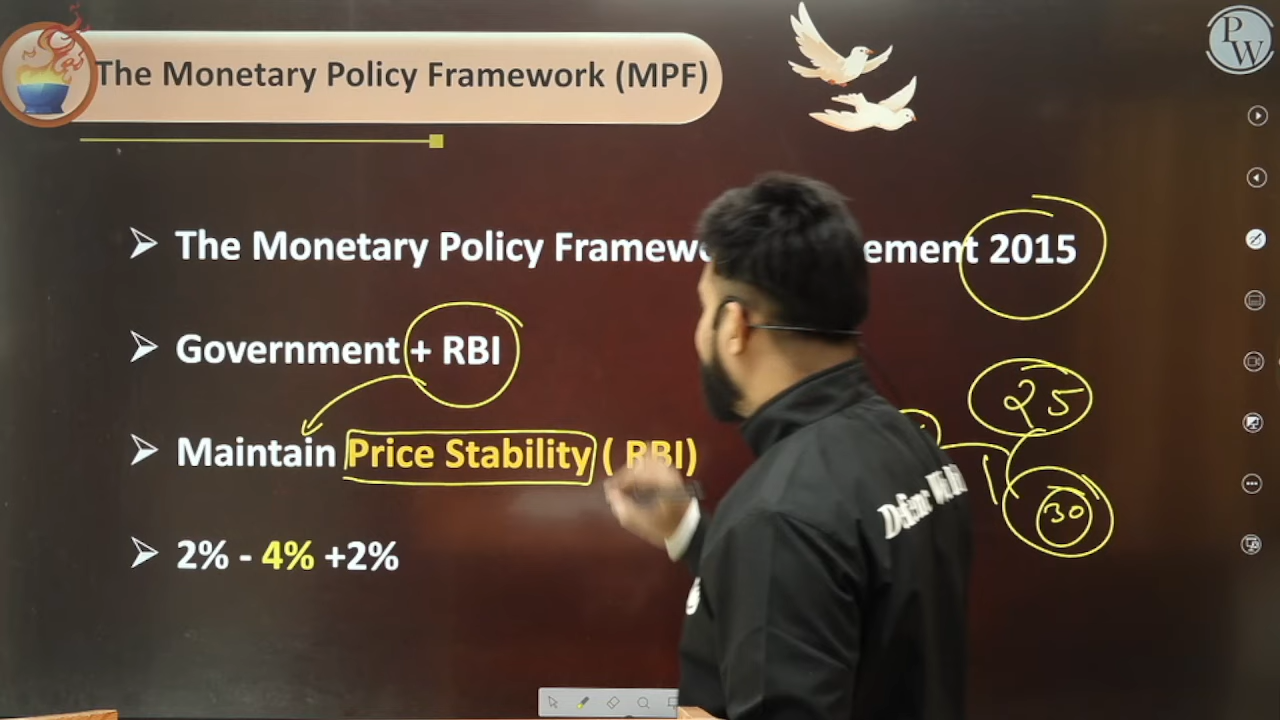 The Monetary Policy Framework (MPF)
PW
The Monetary Policy Framewo ement 2015
Government + RBI
25
Maintain Price Stability ( RBI)
30
2% - 4% +2%